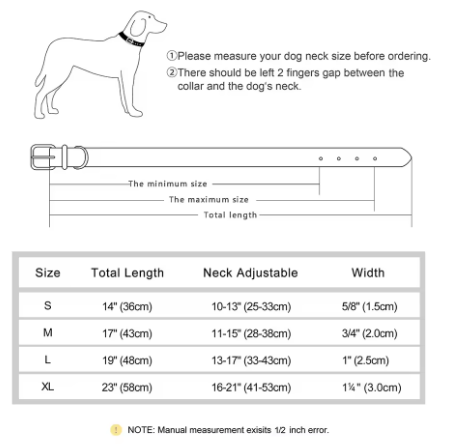 ①Please measure your dog neck size before ordering.
②There should be left 2 fingers gap between the
collar and the dog's neck.
The minimum size
The maximum size
Total length
Size Total Length Neck Adjustable Width
S 14" (36cm) 10-13" (25-33cm) 5/8" (1.5cm)
M 17" (43cm) 11-15" (28-38cm) 3/4" (2.0cm)
L 19" (48cm) 13-17" (33-43cm) 1" (2.5cm)
XL 23" (58cm) 16-21" (41-53cm) 1¼" (3.0cm)
! NOTE: Manual measurement exisits 1/2 inch error.